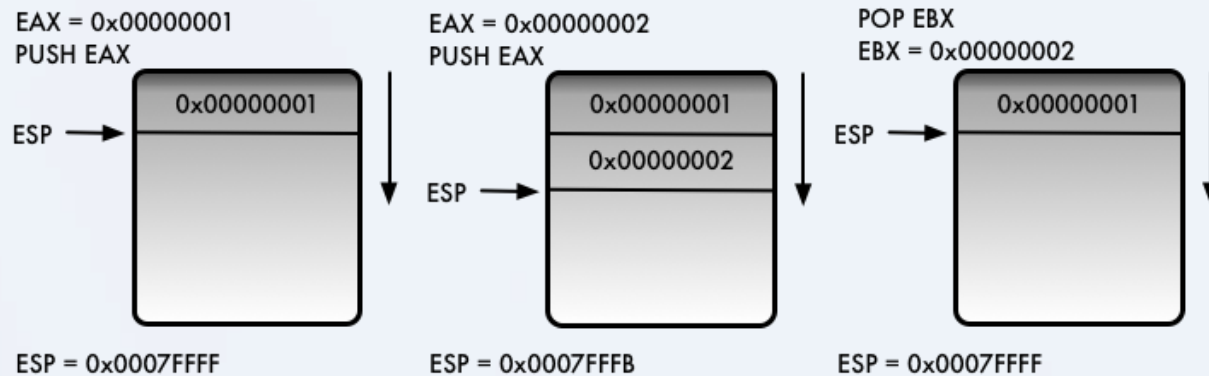 EAX = 0x00000001
PUSH EAX
0x00000001
ESP
ESP = 0x0007FFFF
EAX = 0x00000002
PUSH EAX
0x00000001
0x00000002
ESP
ESP = 0x0007FFFB
POP EBX
EBX = 0x00000002
0x00000001
ESP
ESP = 0x0007FFFF